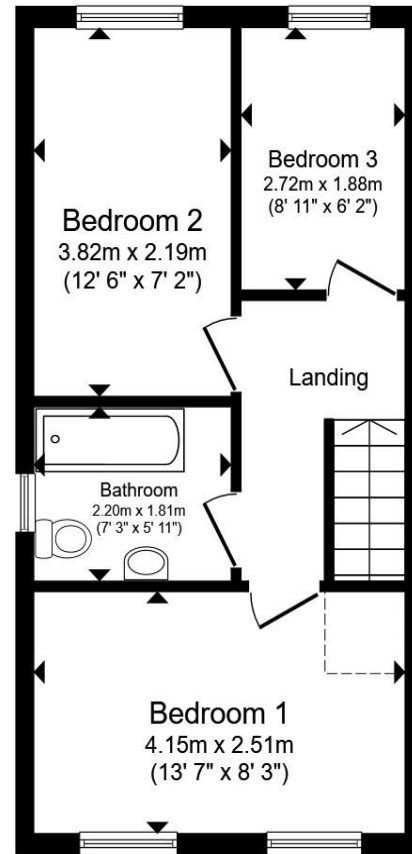 Bedroom 2
3.82m x 2.19m
(12' 6" x 7' 2")
Bedroom 3
2.72m x 1.88m
(8' 11" x 6' 2")
Landing
Bathroom
2.20m x 1.81m
(7' 3" x 5' 11")
Bedroom 1
4.15m x 2.51m
(13' 7" x 8' 3")